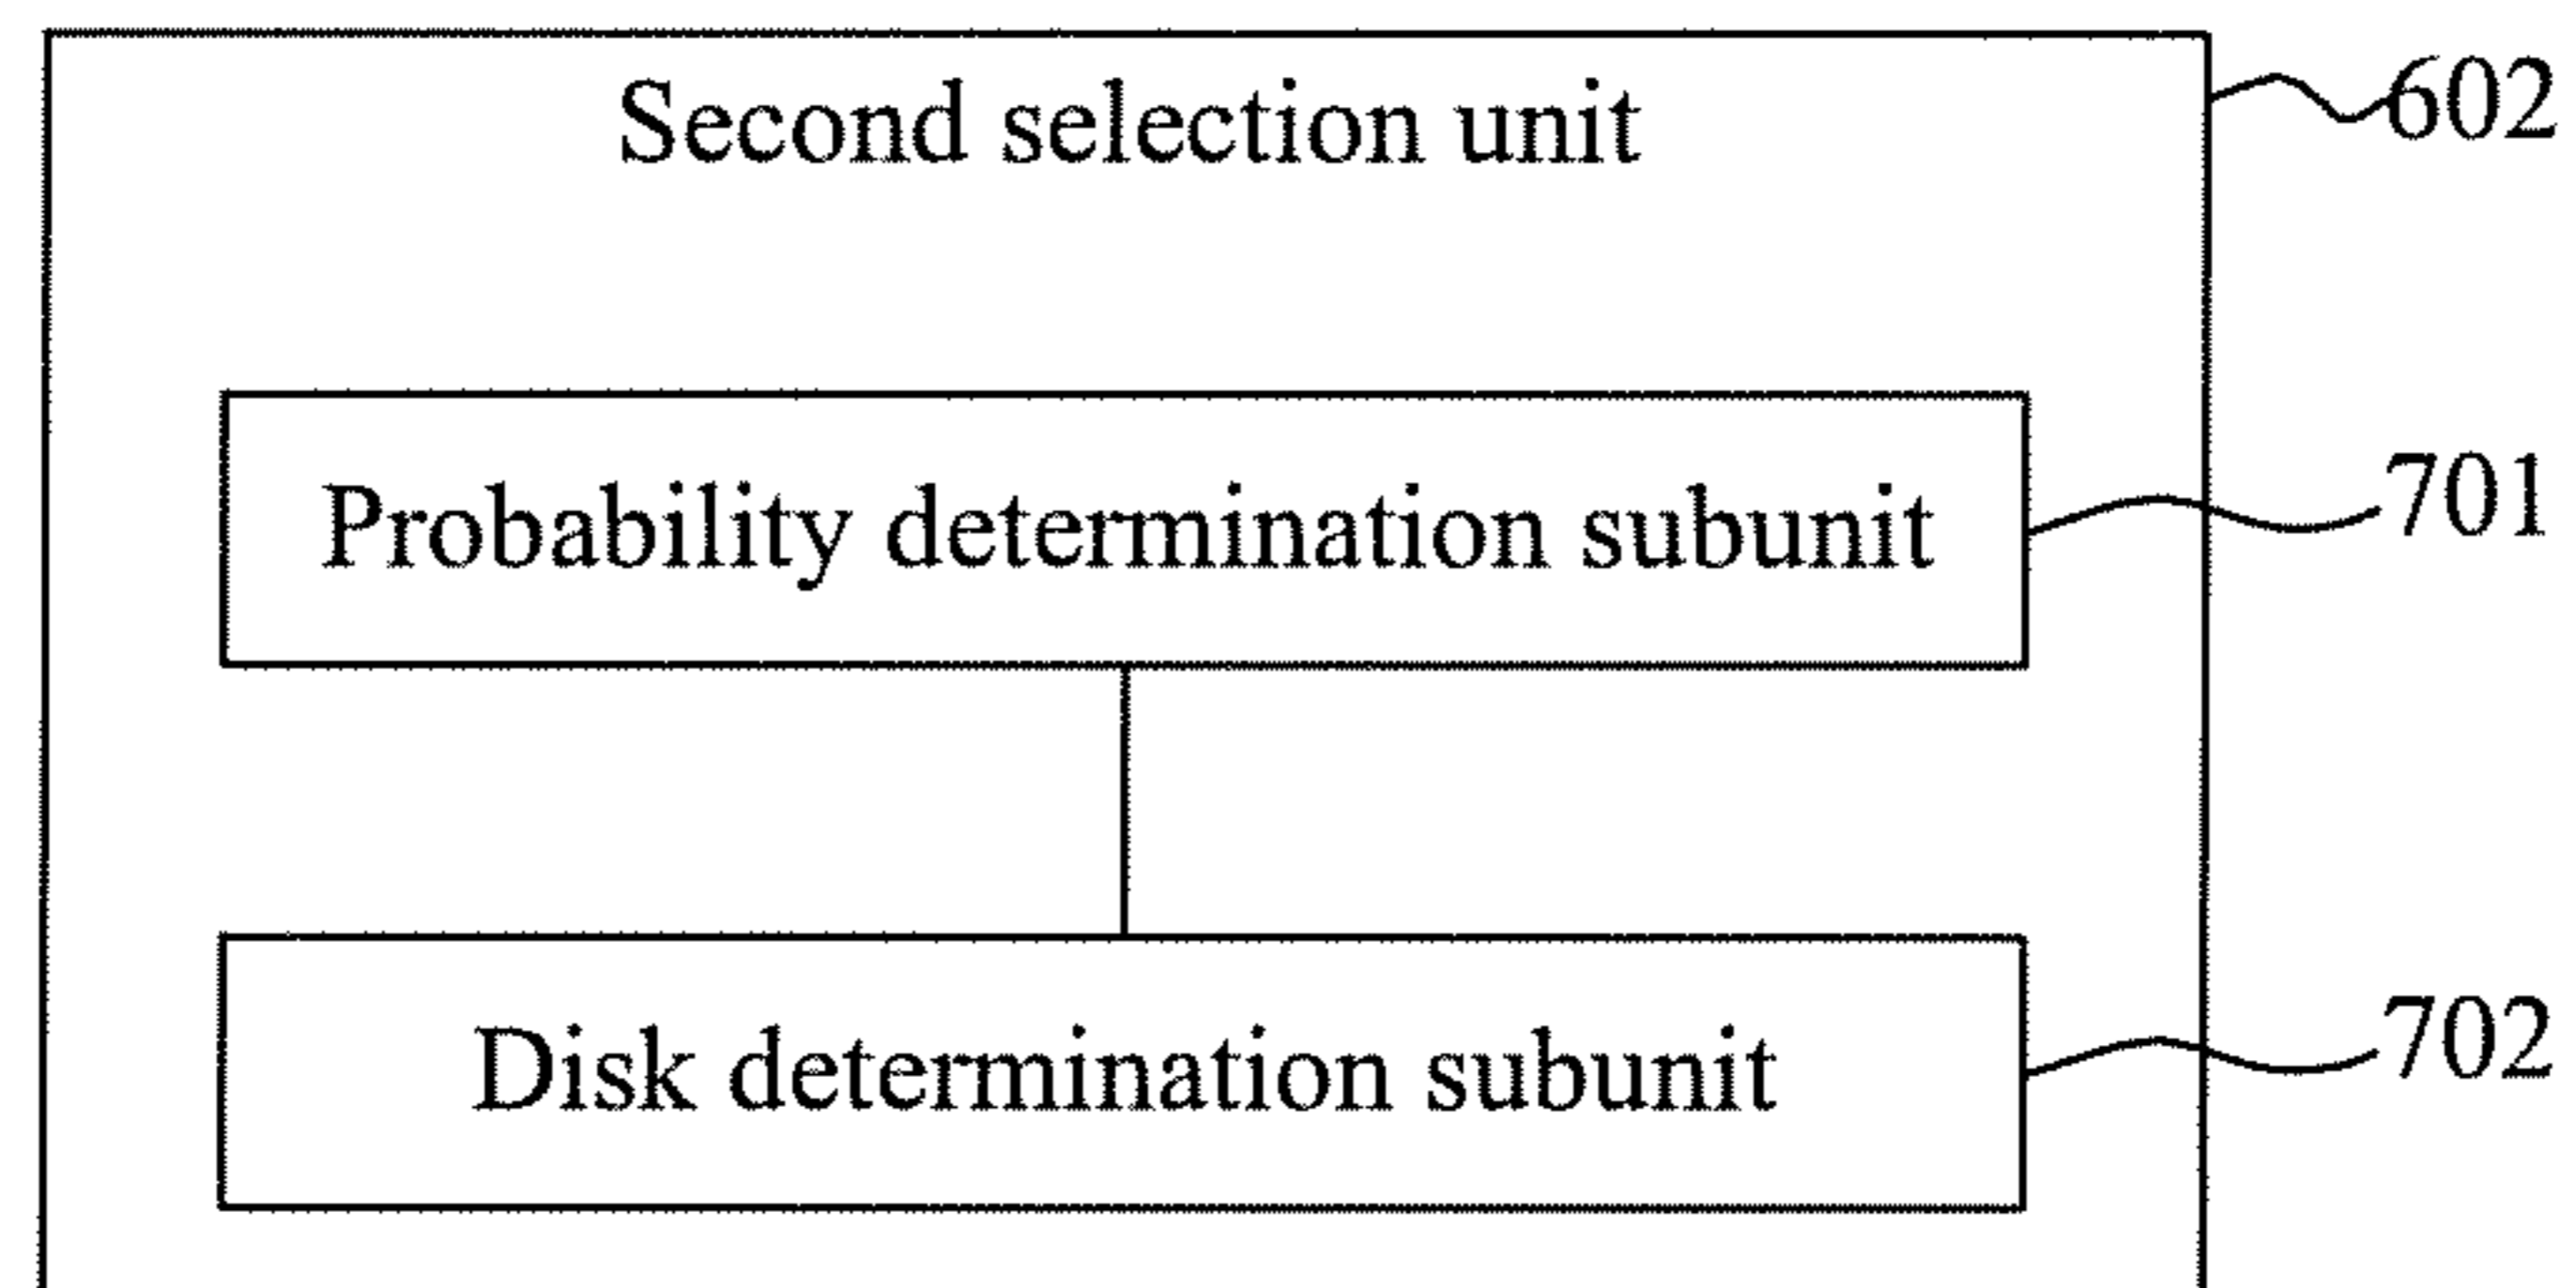 Second selection unit
602
Probability determination subunit
701
Disk determination subunit
702